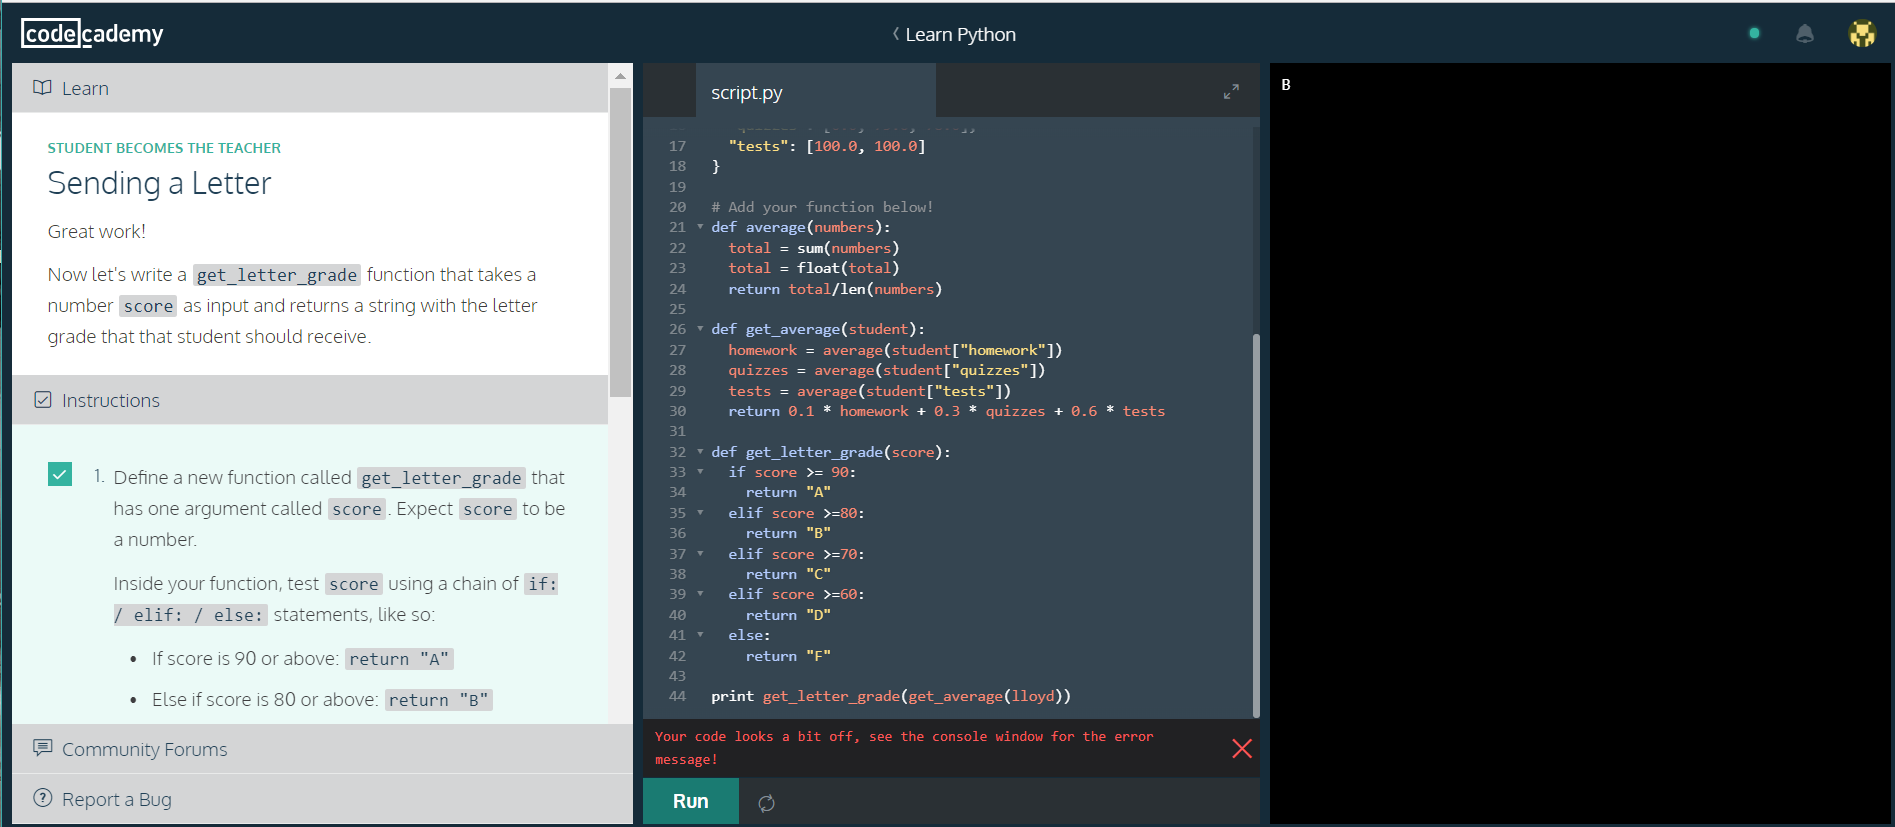 codecademy
Learn Python
Learn
STUDENT BECOMES THE TEACHER
Sending a Letter
Great work!
Now let's write a get_letter_grade function that takes a
number score as input and returns a string with the letter
grade that that student should receive.
Instructions
1. Define a new function called get_letter_grade that
has one argument called score. Expect score to be
a number.
Inside your function, test score using a chain of if:
/ elif: / else: statements, like so:
• If score is 90 or above: return "A"
• Else if score is 80 or above: return "B"
Community Forums
Report a Bug
script.py
17 "tests": [100.0, 100.0]
18 }
19
20 # Add your function below!
21 def average(numbers):
22 total = sum(numbers)
23 total = float(total)
24 return total/len(numbers)
25
26 def get_average(student):
27 homework = average(student["homework"])
28 quizzes = average(student["quizzes"])
29 tests = average(student["tests"])
30 return 0.1 * homework + 0.3 * quizzes + 0.6 * tests
31
32 def get_letter_grade(score):
33 if score >= 90:
34 return "A"
35 elif score >=80:
36 return "B"
37 elif score >=70:
38 return "C"
39 elif score >=60:
40 return "D"
41 else:
42 return "F"
43
44 print get_letter_grade(get_average(lloyd))
Your code looks a bit off, see the console window for the error
message!
Run
B